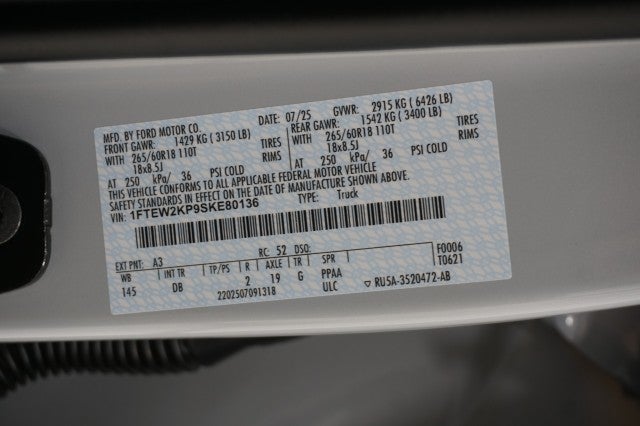 MFD. BY FORD MOTOR CO. DATE: 07/25 GVWR: 2915 KG ( 6426 LB)
FRONT GAWR: 1429 KG ( 3150 LB) REAR GAWR: 1542 KG ( 3400 LB)
WITH 265/60R18 110T TIRES WITH 265/60R18 110T TIRES
18x8.5J RIMS 18x8.5J RIMS
AT 250 kPa/ 36 PSI COLD AT 250 kPa/ 36 PSI COLD
THIS VEHICLE CONFORMS TO ALL APPLICABLE FEDERAL MOTOR VEHICLE
SAFETY STANDARDS IN EFFECT ON THE DATE OF MANUFACTURE SHOWN ABOVE.
VIN: 1FTEW2KP9SKE80136 TYPE: Truck
EXT PNT: A3 RC: 52 DSO: F0006
WB INT TR TP/PS R AXLE TR SPR T0621
145 DB 2 19 G PPAA
2202507091318 ULC ▽ RU5A-3520472-AB